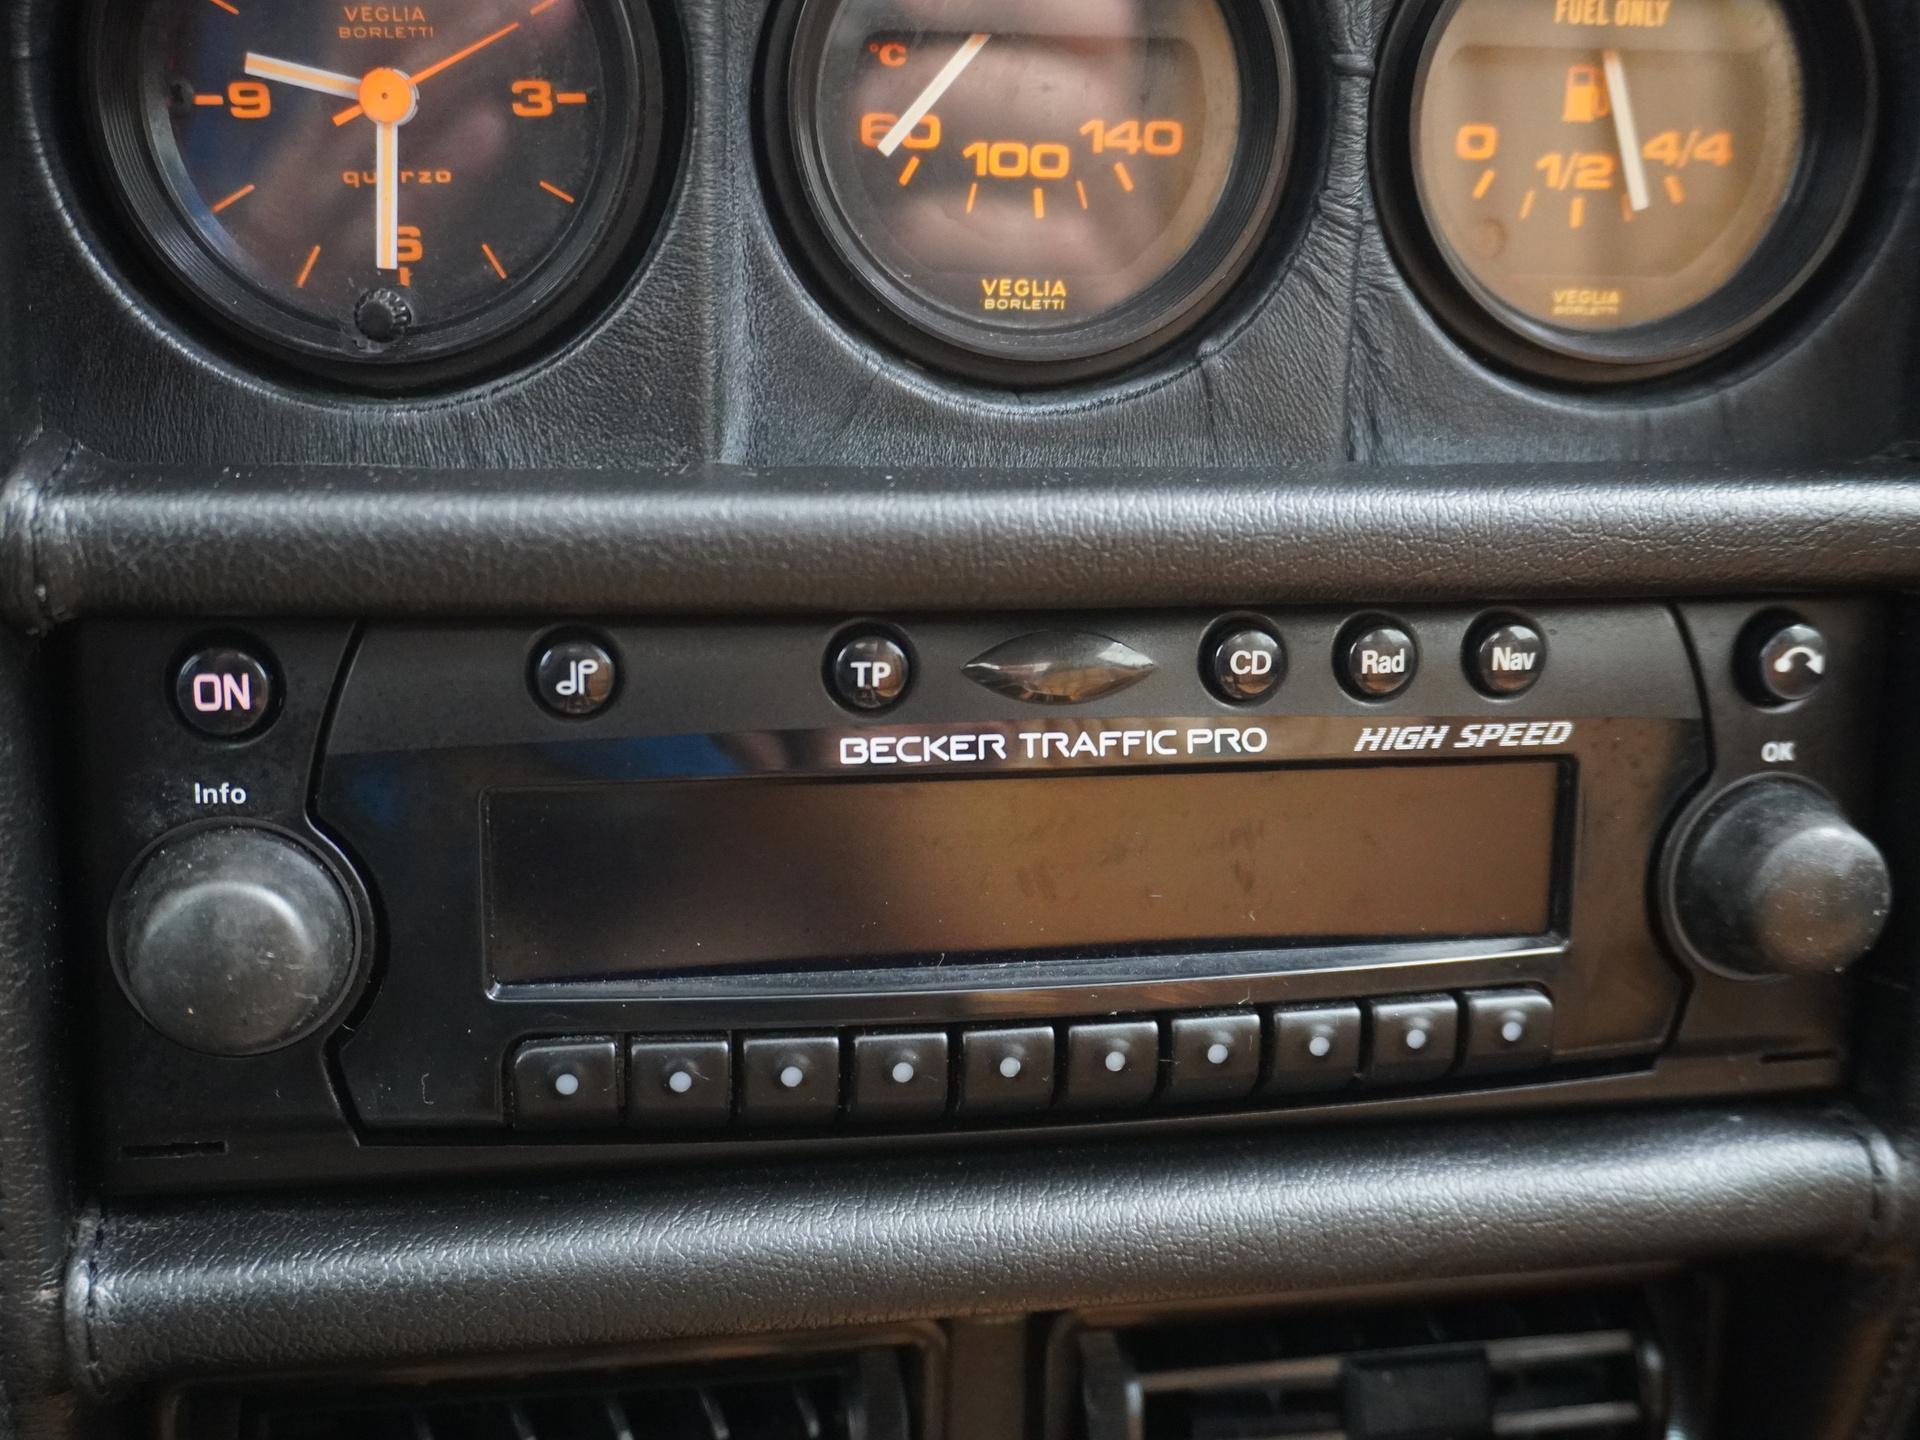 VEGLIA
BORLETTI
9
3
quarzo
6
°C
60
100
140
VEGLIA
BORLETTI
FUEL ONLY
0
1/2
4/4
VEGLIA
BORLETTI
ON
TP
CD
Rad
Nav
BECKER TRAFFIC PRO
HIGH SPEED
OK
Info